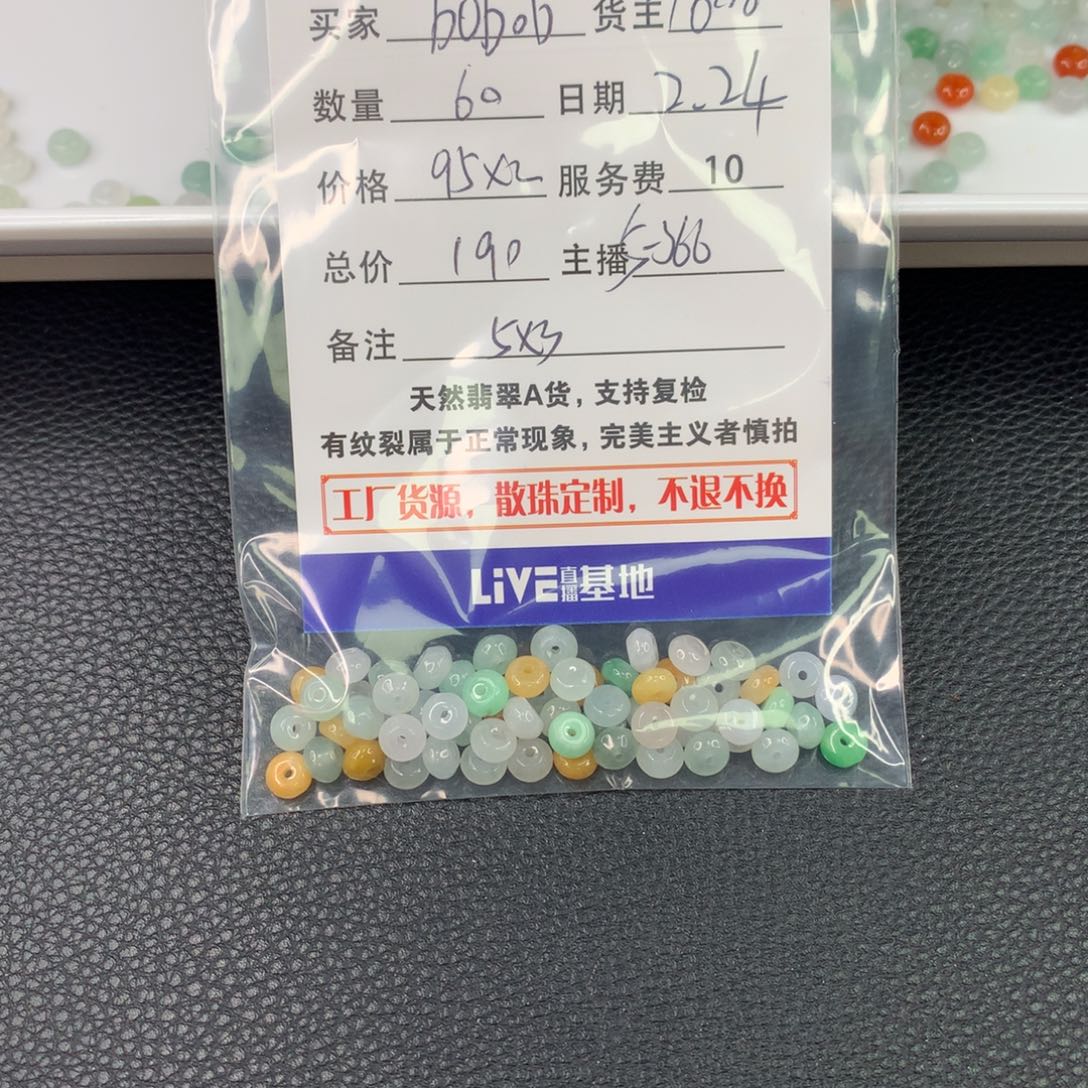 买家 bobob 货主
数量 60 日期 2.24
价格 95X2 服务费 10
总价 190 主播 5-366
备注 5X3
天然翡翠A货，支持复检
有纹裂属于正常现象，完美主义者慎拍
工厂货源，散珠定制，不退不换
LiVE直播基地